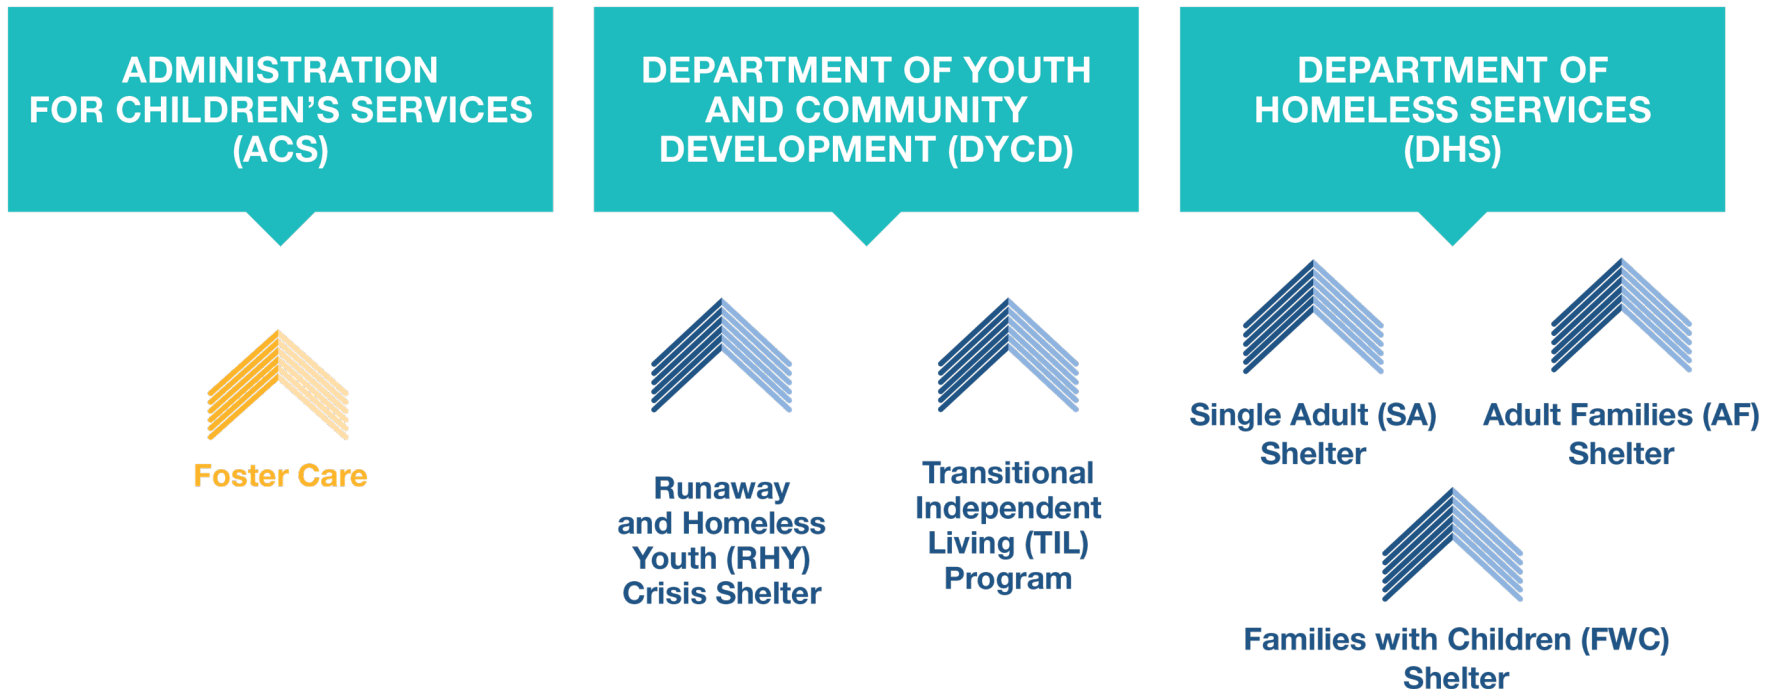 ADMINISTRATION
FOR CHILDREN’S SERVICES
(ACS)
DEPARTMENT OF YOUTH
AND COMMUNITY
DEVELOPMENT (DYCD)
DEPARTMENT OF
HOMELESS SERVICES
(DHS)
Foster Care
Runaway
and Homeless
Youth (RHY)
Crisis Shelter
Transitional
Independent
Living (TIL)
Program
Single Adult (SA)
Shelter
Adult Families (AF)
Shelter
Families with Children (FWC)
Shelter